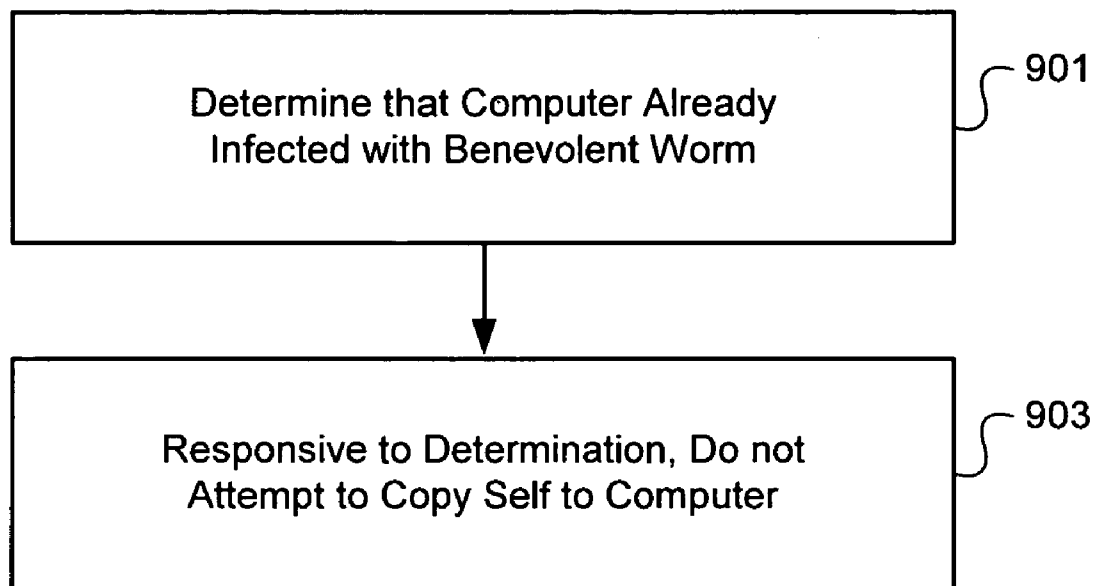 Determine that Computer Already
Infected with Benevolent Worm
901
Responsive to Determination, Do not
Attempt to Copy Self to Computer
903